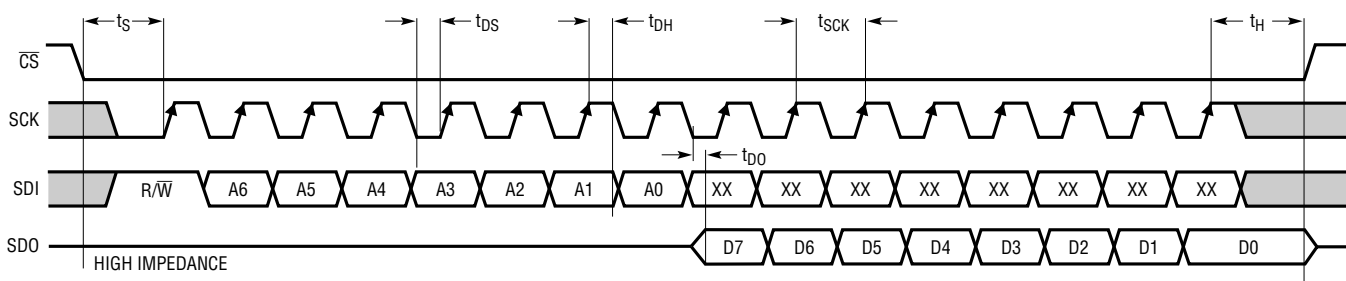 tS tDS tDH tSCK tH
CS
SCK
tDO
SDI R/W A6 A5 A4 A3 A2 A1 A0 XX XX XX XX XX XX XX XX
SDO D7 D6 D5 D4 D3 D2 D1 D0
HIGH IMPEDANCE